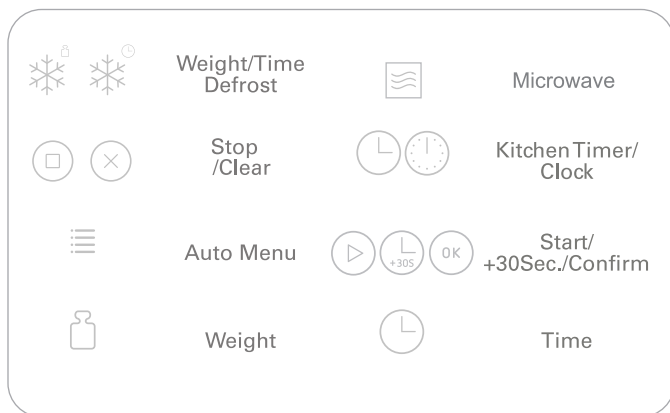 Weight/Time
Defrost
Microwave
Stop
/Clear
Kitchen Timer/
Clock
Auto Menu
+30S
OK
Start/
+30Sec./Confirm
Weight
Time